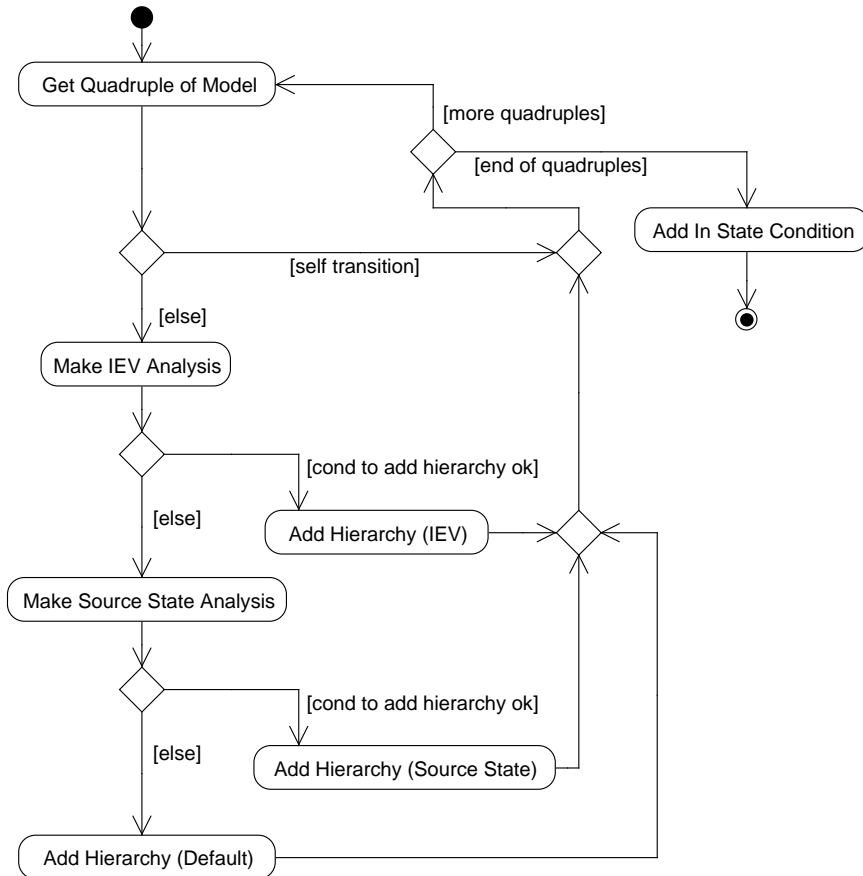 Get Quadruple of Model
[more quadruples]
[end of quadruples]
Add In State Condition
[self transition]
[else]
Make IEV Analysis
[cond to add hierarchy ok]
[else]
Add Hierarchy (IEV)
Make Source State Analysis
[cond to add hierarchy ok]
[else]
Add Hierarchy (Source State)
Add Hierarchy (Default)